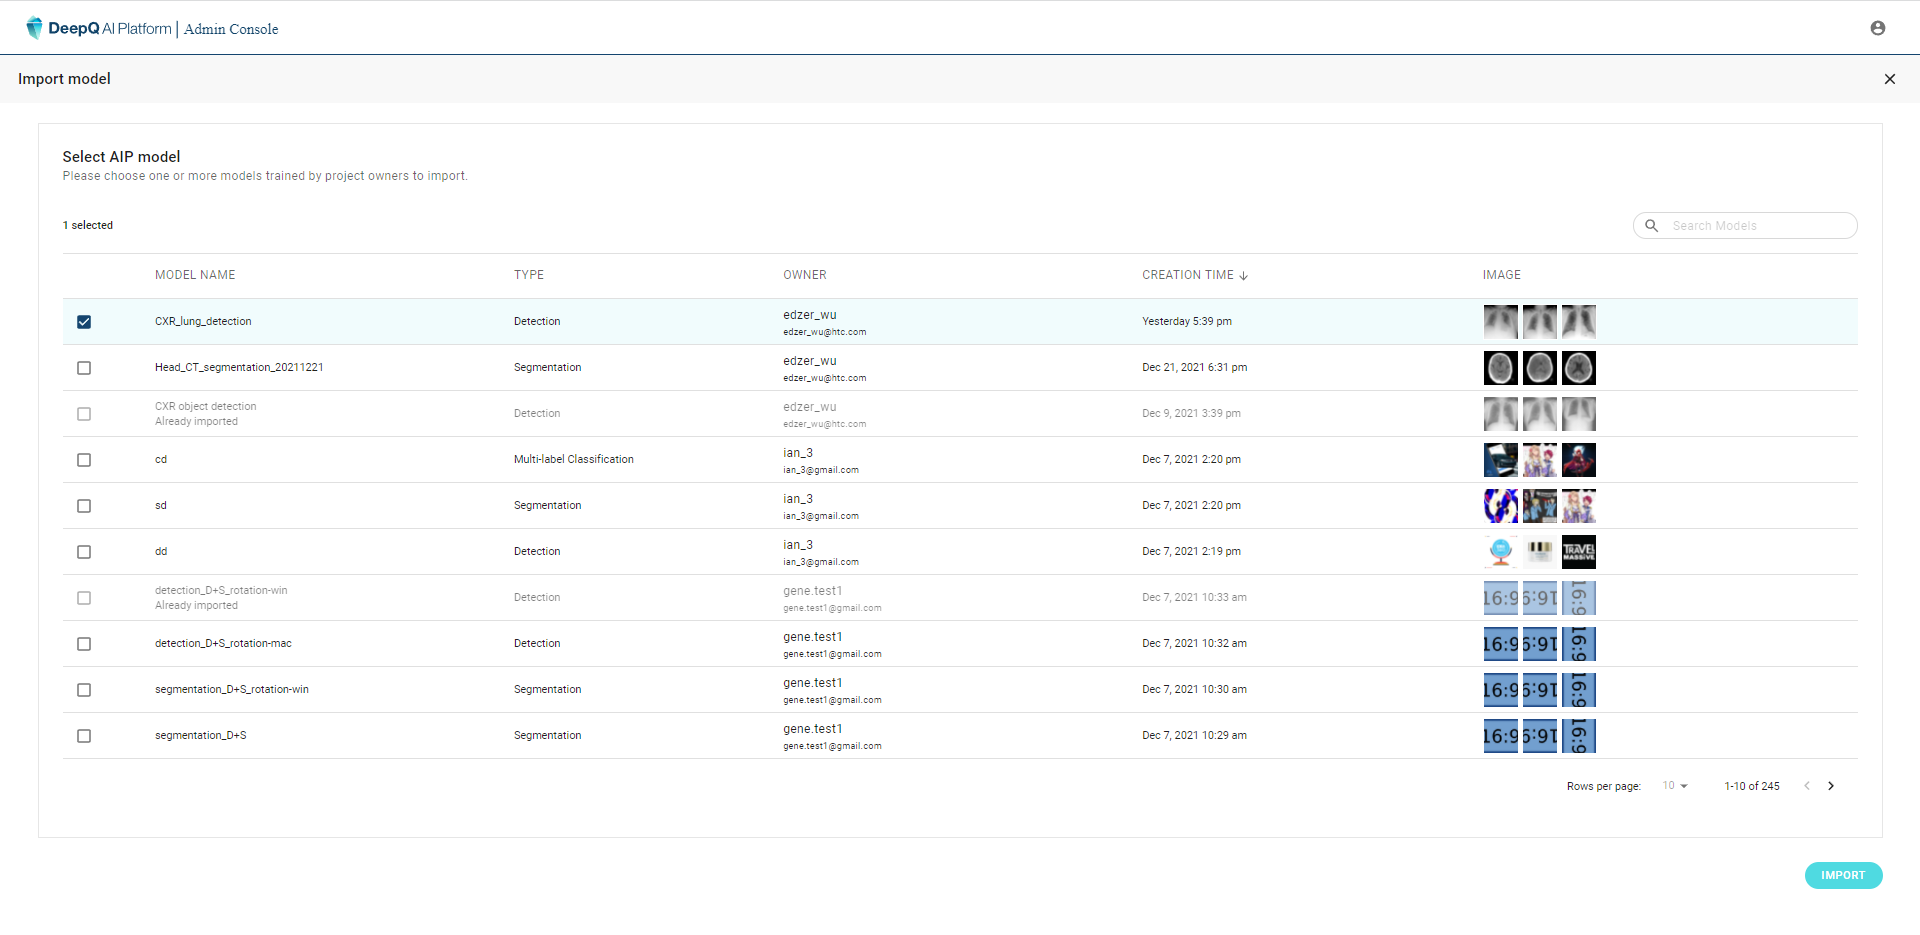 DeepQ AI Platform | Admin Console
Import model
Select AIP model
Please choose one or more models trained by project owners to import.
1 selected
Search Models
MODEL NAME TYPE OWNER CREATION TIME IMAGE
CXR_lung_detection Detection edzer_wu Yesterday 5:39 pm
edzer_wu@htc.com
Head_CT_segmentation_20211221 Segmentation edzer_wu Dec 21, 2021 6:31 pm
edzer_wu@htc.com
CXR object detection Detection edzer_wu Dec 9, 2021 3:39 pm
Already imported edzer_wu@htc.com
cd Multi-label Classification ian_3 Dec 7, 2021 2:20 pm
ian_3@gmail.com
sd Segmentation ian_3 Dec 7, 2021 2:20 pm
ian_3@gmail.com
dd Detection ian_3 Dec 7, 2021 2:19 pm TRAVEL
ian_3@gmail.com MASSIVE
detection_D+S_rotation-win Detection gene.test1 Dec 7, 2021 10:33 am 16:9 16:9 16:9
Already imported gene.test1@gmail.com
detection_D+S_rotation-mac Detection gene.test1 Dec 7, 2021 10:32 am 16:9 16:9 16:9
gene.test1@gmail.com
segmentation_D+S_rotation-win Segmentation gene.test1 Dec 7, 2021 10:30 am 16:9 16:9 16:9
gene.test1@gmail.com
segmentation_D+S Segmentation gene.test1 Dec 7, 2021 10:29 am 16:9 16:9 16:9
gene.test1@gmail.com
Rows per page: 10 1-10 of 245
IMPORT